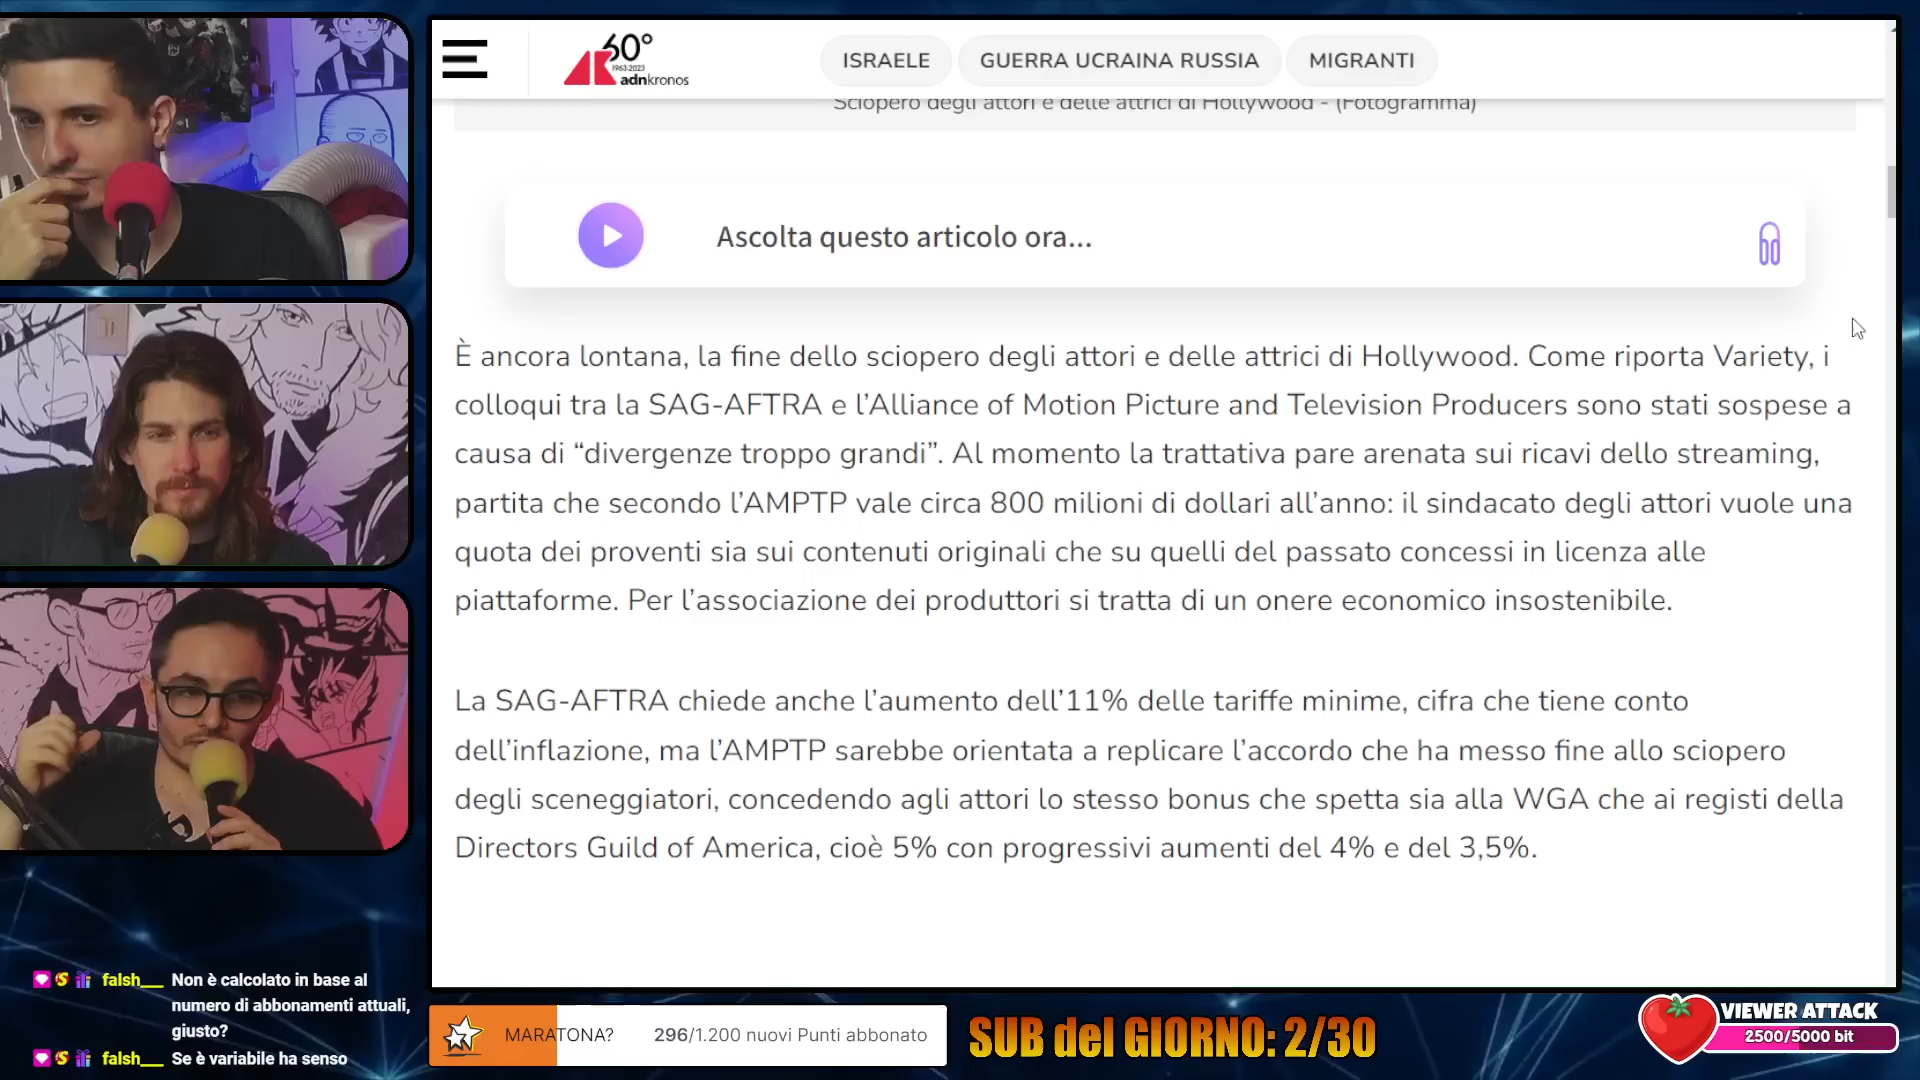 60°
1963-2023
adnkronos
ISRAELE
GUERRA UCRAINA RUSSIA
MIGRANTI
Sciopero degli attori e delle attrici di Hollywood - (Fotogramma)
Ascolta questo articolo ora...
È ancora lontana, la fine dello sciopero degli attori e delle attrici di Hollywood. Come riporta Variety, i
colloqui tra la SAG-AFTRA e l’Alliance of Motion Picture and Television Producers sono stati sospese a
causa di “divergenze troppo grandi”. Al momento la trattativa pare arenata sui ricavi dello streaming,
partita che secondo l’AMPTP vale circa 800 milioni di dollari all’anno: il sindacato degli attori vuole una
quota dei proventi sia sui contenuti originali che su quelli del passato concessi in licenza alle
piattaforme. Per l’associazione dei produttori si tratta di un onere economico insostenibile.
La SAG-AFTRA chiede anche l’aumento dell’11% delle tariffe minime, cifra che tiene conto
dell’inflazione, ma l’AMPTP sarebbe orientata a replicare l’accordo che ha messo fine allo sciopero
degli sceneggiatori, concedendo agli attori lo stesso bonus che spetta sia alla WGA che ai registi della
Directors Guild of America, cioè 5% con progressivi aumenti del 4% e del 3,5%.
falsh__ Non è calcolato in base al
numero di abbonamenti attuali,
giusto?
falsh__ Se è variabile ha senso
MARATONA? 296/1.200 nuovi Punti abbonato
SUB del GIORNO: 2/30
VIEWER ATTACK
2500/5000 bit